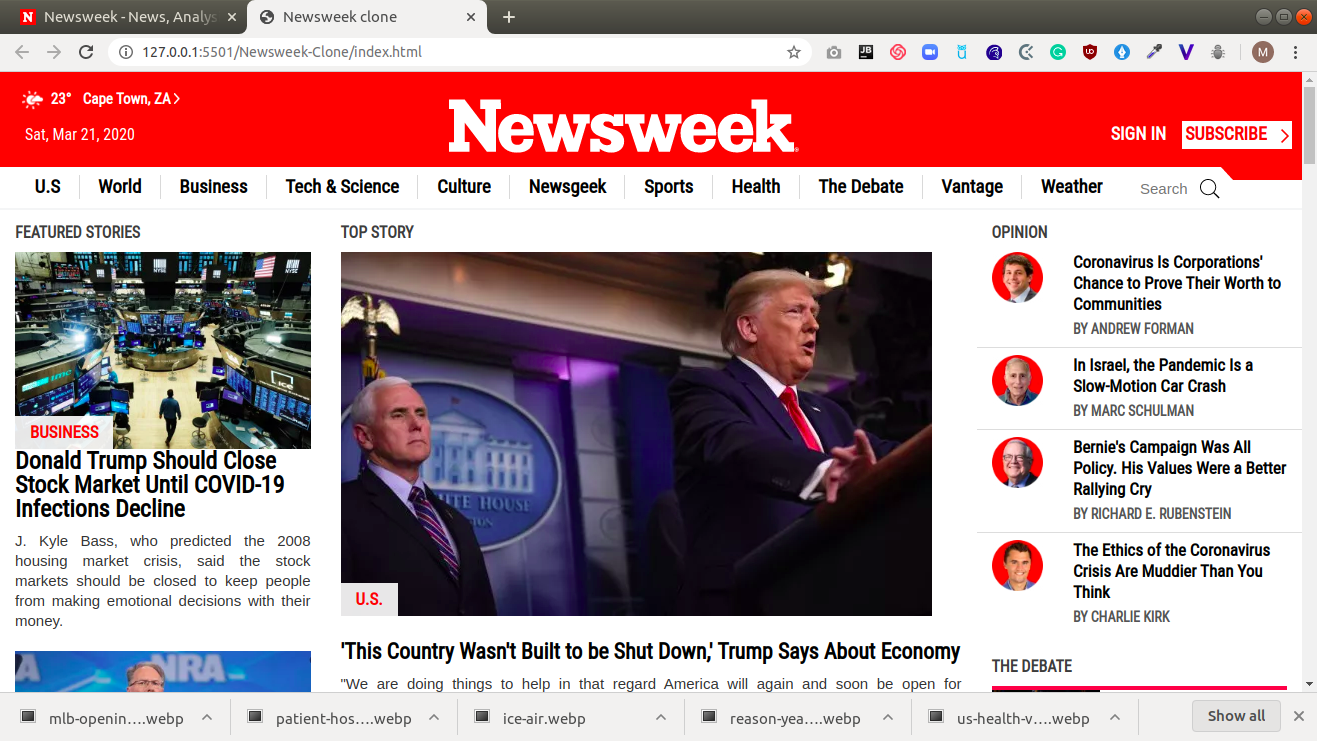 Newsweek - News, Analys
Newsweek clone
127.0.0.1:5501/Newsweek-Clone/index.html
23° Cape Town, ZA
Sat, Mar 21, 2020
Newsweek
SIGN IN SUBSCRIBE
U.S World Business Tech & Science Culture Newsgeek Sports Health The Debate Vantage Weather Search
FEATURED STORIES
BUSINESS
Donald Trump Should Close
Stock Market Until COVID-19
Infections Decline
J. Kyle Bass, who predicted the 2008
housing market crisis, said the stock
markets should be closed to keep people
from making emotional decisions with their
money.
NRA
TOP STORY
U.S.
'This Country Wasn't Built to be Shut Down,' Trump Says About Economy
"We are doing things to help in that regard America will again and soon be open for
OPINION
Coronavirus Is Corporations'
Chance to Prove Their Worth to
Communities
BY ANDREW FORMAN
In Israel, the Pandemic Is a
Slow-Motion Car Crash
BY MARC SCHULMAN
Bernie's Campaign Was All
Policy. His Values Were a Better
Rallying Cry
BY RICHARD E. RUBENSTEIN
The Ethics of the Coronavirus
Crisis Are Muddier Than You
Think
BY CHARLIE KIRK
THE DEBATE
mlb-openin....webp
patient-hos....webp
ice-air.webp
reason-yea....webp
us-health-v....webp
Show all